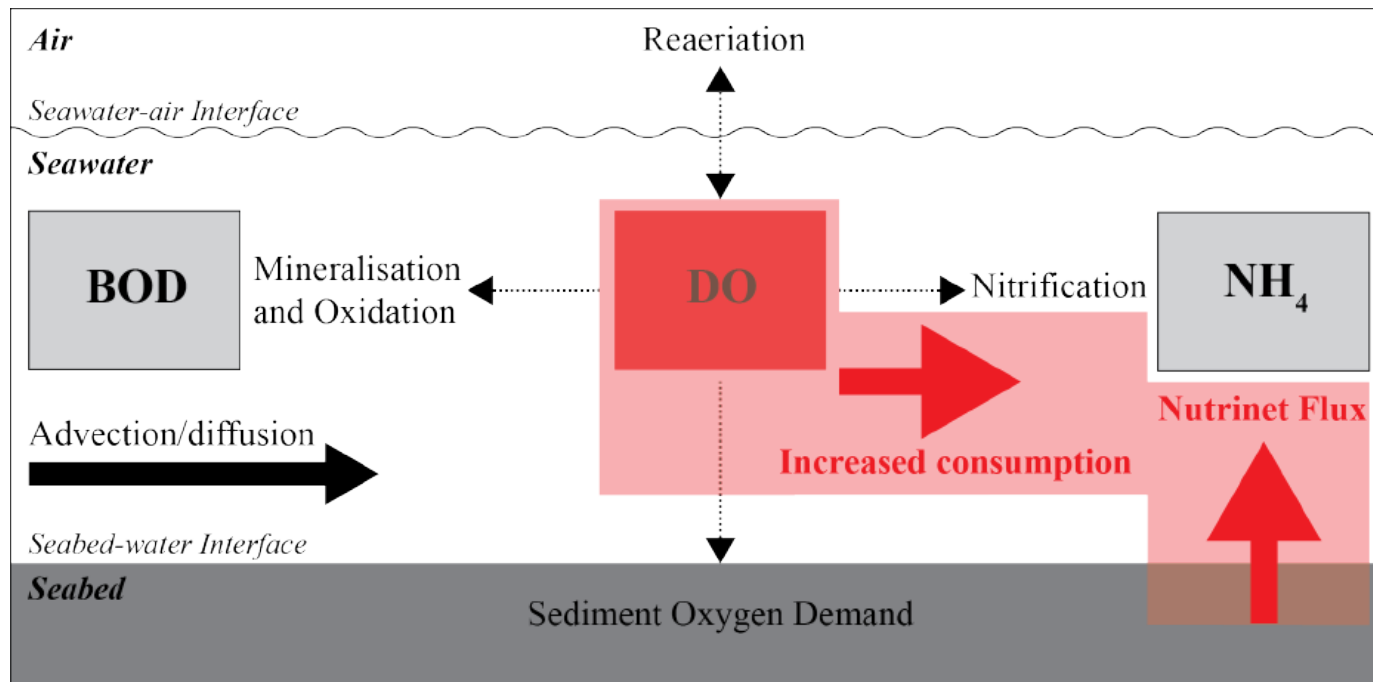 Air
Reaeriation
Seawater-air Interface
Seawater
BOD
Mineralisation
and Oxidation
DO
Nitrification
NH₄
Advection/diffusion
Nutrinet Flux
Increased consumption
Seabed-water Interface
Seabed
Sediment Oxygen Demand